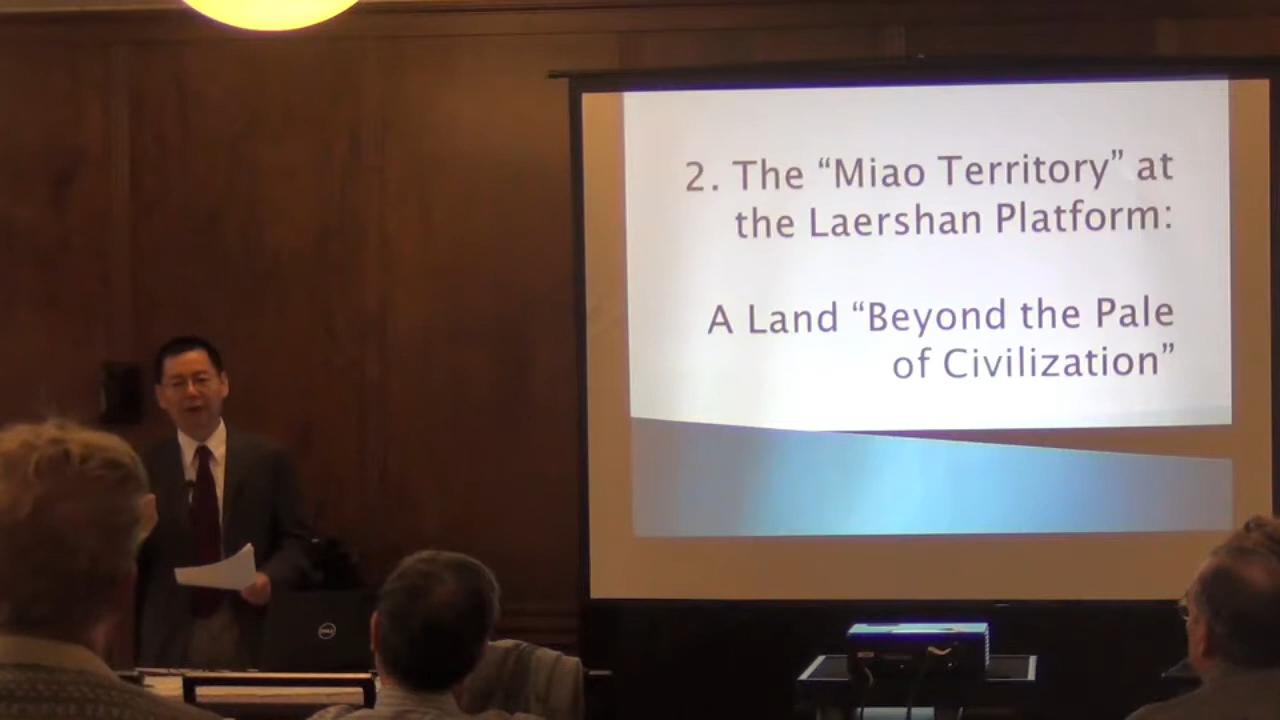 2. The “Miao Territory” at
the Laershan Platform:
A Land “Beyond the Pale
of Civilization”
DELL